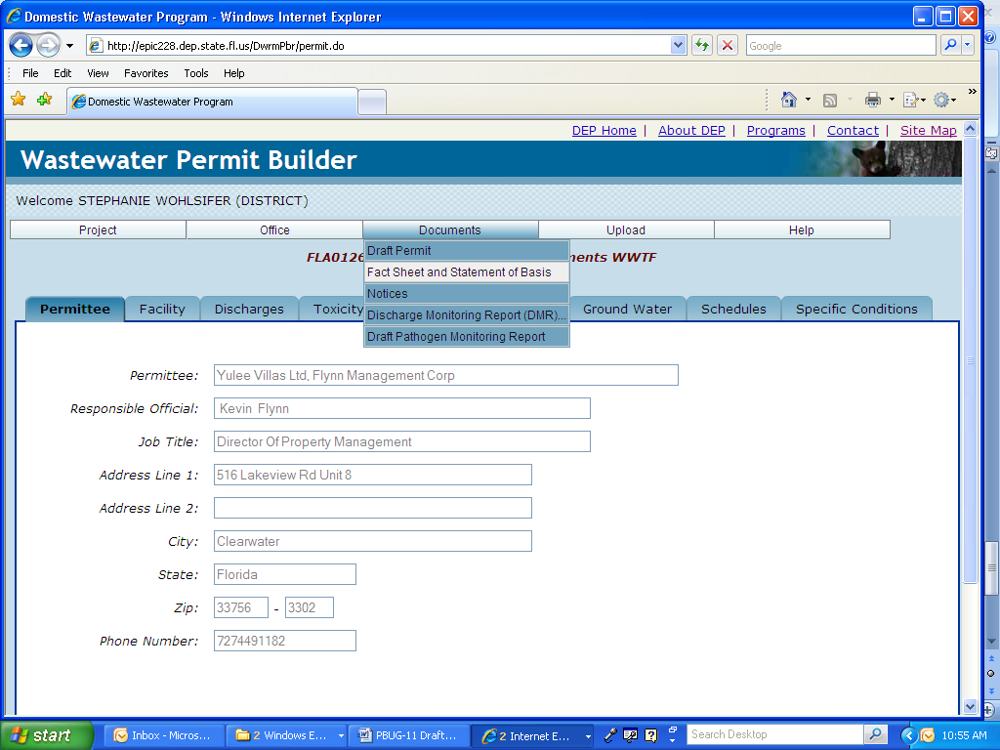 Domestic Wastewater Program - Windows Internet Explorer
http://epic228.dep.state.fl.us/DwrmPbr/permit.do
Google
File Edit View Favorites Tools Help
Domestic Wastewater Program
DEP Home | About DEP | Programs | Contact | Site Map
Wastewater Permit Builder
Welcome STEPHANIE WOHLSIFER (DISTRICT)
Project Office Documents Upload Help
Draft Permit
FLA0126 ments WWTF
Fact Sheet and Statement of Basis
Notices
Discharge Monitoring Report (DMR)...
Draft Pathogen Monitoring Report
Permittee Facility Discharges Toxicity Ground Water Schedules Specific Conditions
Permittee: Yulee Villas Ltd, Flynn Management Corp
Responsible Official: Kevin Flynn
Job Title: Director Of Property Management
Address Line 1: 516 Lakeview Rd Unit 8
Address Line 2:
City: Clearwater
State: Florida
Zip: 33756 - 3302
Phone Number: 7274491182
start Inbox - Micros... 2 Windows E... PBUG-11 Draft... 2 Internet E... Search Desktop 10:55 AM